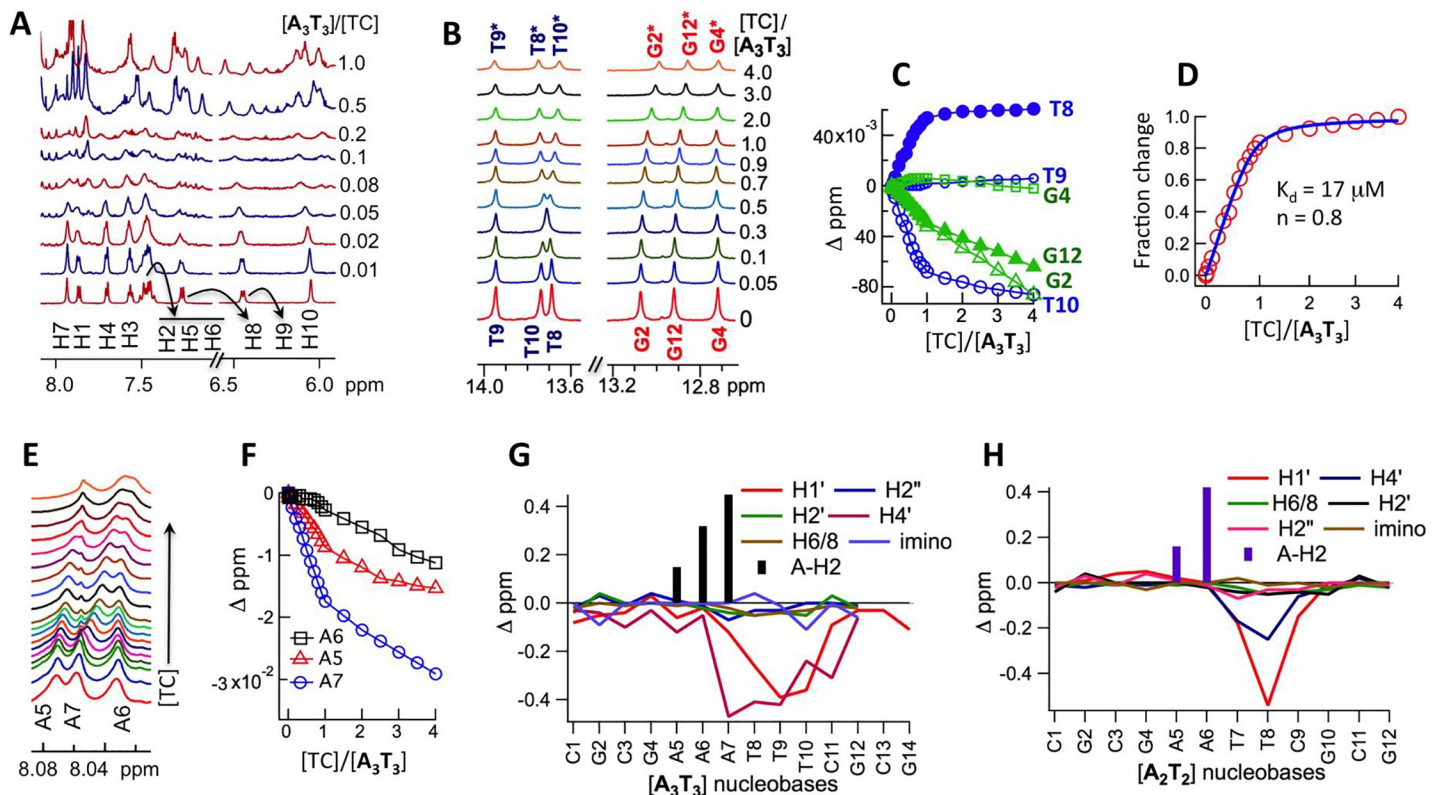 A
[A₃T₃]/[TC]
1.0
0.5
0.2
0.1
0.08
0.05
0.02
0.01
H7
H1
H4
H3
H2
H5
H6
H8
H9
H10
8.0 7.5 6.5 6.0 ppm
B
T9*
T8*
T10*
G2*
G12*
G4*
[TC]/
[A₃T₃]
4.0
3.0
2.0
1.0
0.9
0.7
0.5
0.3
0.1
0.05
0
T9
T10
T8
G2
G12
G4
14.0 13.6 13.2 12.8 ppm
C
T8
40x10⁻³
T9
0
G4
Δ ppm
G12
G2
-80
T10
0 1 2 3 4
[TC]/[A₃T₃]
D
Fraction change
1.0
0.8
0.6
0.4
0.2
0.0
K_d = 17 μM
n = 0.8
0 1 2 3 4
[TC]/[A₃T₃]
E
[TC]
A5
A7
A6
8.08 8.04 ppm
F
Δ ppm
0
-1
-2
-3x10⁻²
A6
A5
A7
0 1 2 3 4
[TC]/[A₃T₃]
G
H1' H2"
H2' H4'
H6/8 imino
A-H2
Δ ppm
0.4
0.2
0.0
-0.2
-0.4
C1
G2
C3
G4
A5
A6
A7
T8
T9
T10
C11
G12
C13
G14
[A₃T₃] nucleobases
H
H1' H4'
H6/8 H2'
H2" imino
A-H2
Δ ppm
0.4
0.2
0.0
-0.2
-0.4
C1
G2
C3
G4
A5
A6
T7
T8
C9
G10
C11
G12
[A₂T₂] nucleobases